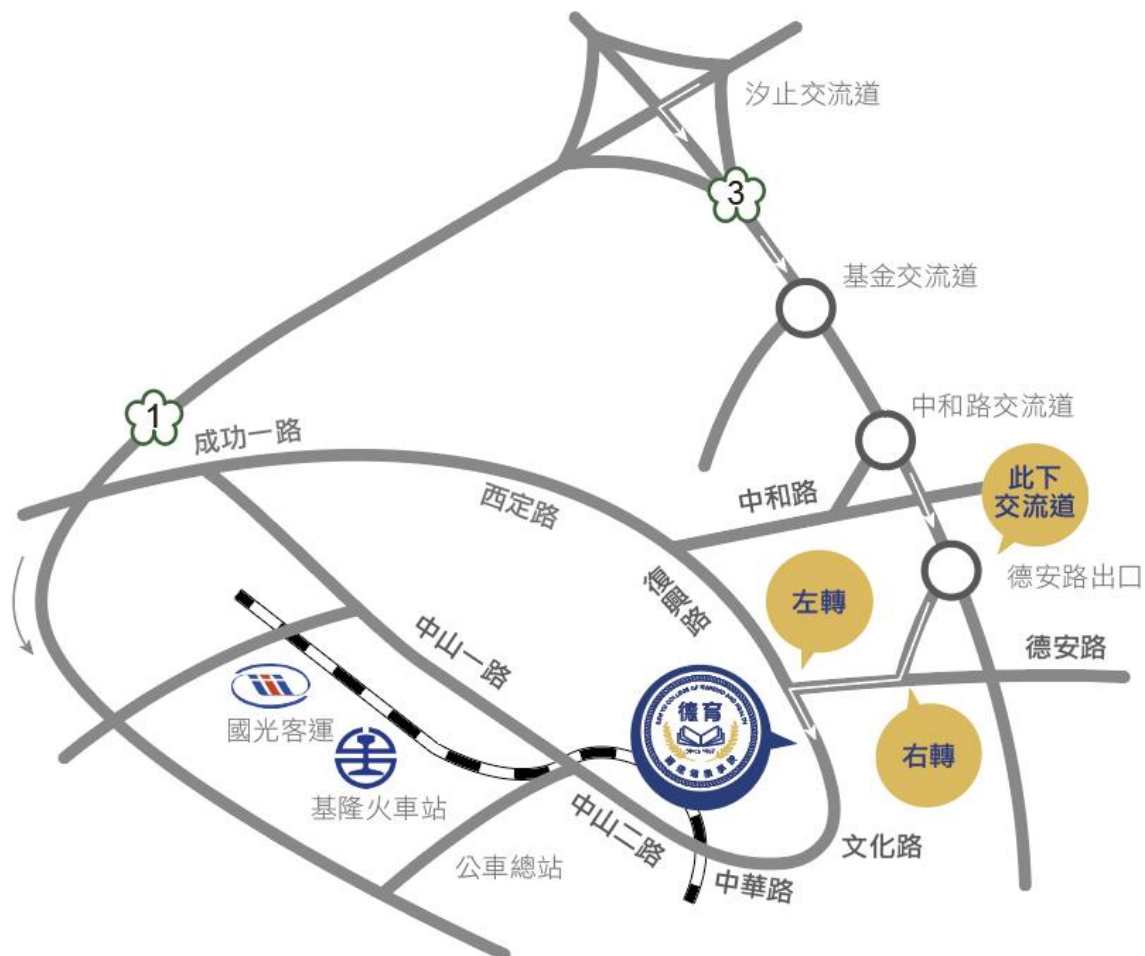 汐止交流道
3
基金交流道
1
成功一路
中和路交流道
西定路
中和路
此下
交流道
復興路
左轉
德安路出口
中山一路
德安路
德育
國光客運
右轉
基隆火車站
中山二路
文化路
公車總站
中華路